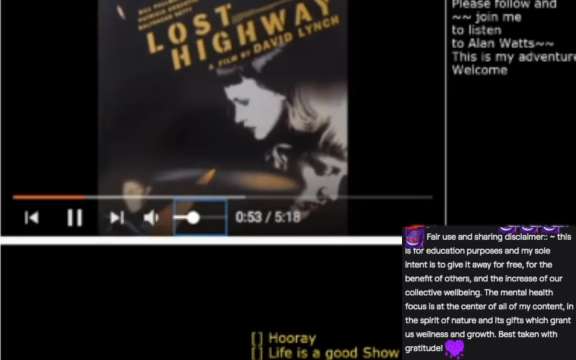 LOST
HIGHWAY
A FILM BY DAVID LYNCH
0:53 / 5:18
Please follow and
~~ join me
to listen
to Alan Watts~~
This is my adventure
Welcome
Fair use and sharing disclaimer:: ~ this
is for education purposes and my sole
intent is to give it away for free, for the
benefit of others, and the increase of our
collective wellbeing. The mental health
focus is at the center of all of my content, in
the spirit of nature and its gifts which grant
us wellness and growth. Best taken with
gratitude!
[] Hooray
[] Life is a good Show